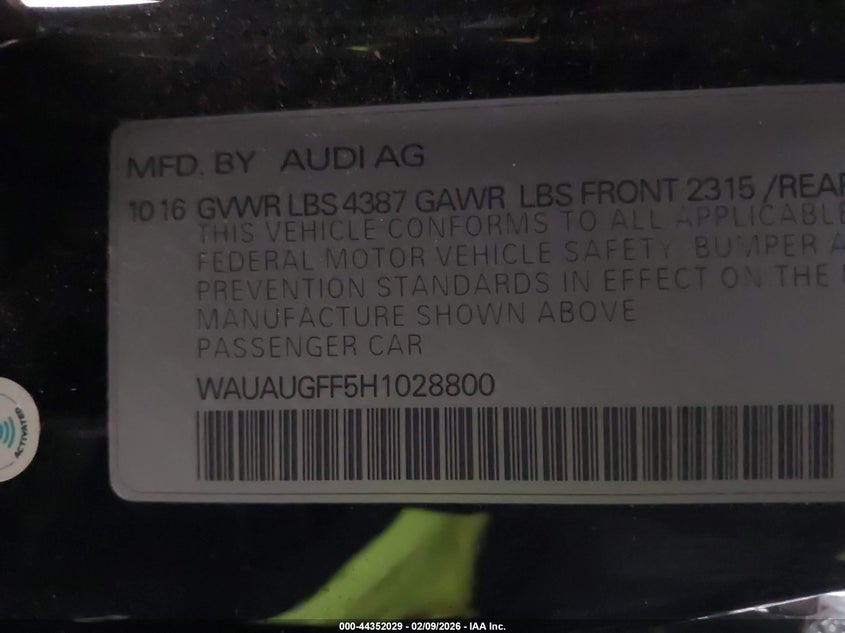 MFD. BY AUDI AG
10 16 GVWR LBS 4387 GAWR LBS FRONT 2315 /REAR
THIS VEHICLE CONFORMS TO ALL APPLICABLE
FEDERAL MOTOR VEHICLE SAFETY BUMPER A
PREVENTION STANDARDS IN EFFECT ON THE
MANUFACTURE SHOWN ABOVE
PASSENGER CAR
WAUAUGFF5H1028800
ACTIVATED
000-44352029 - 02/09/2026 - IAA Inc.